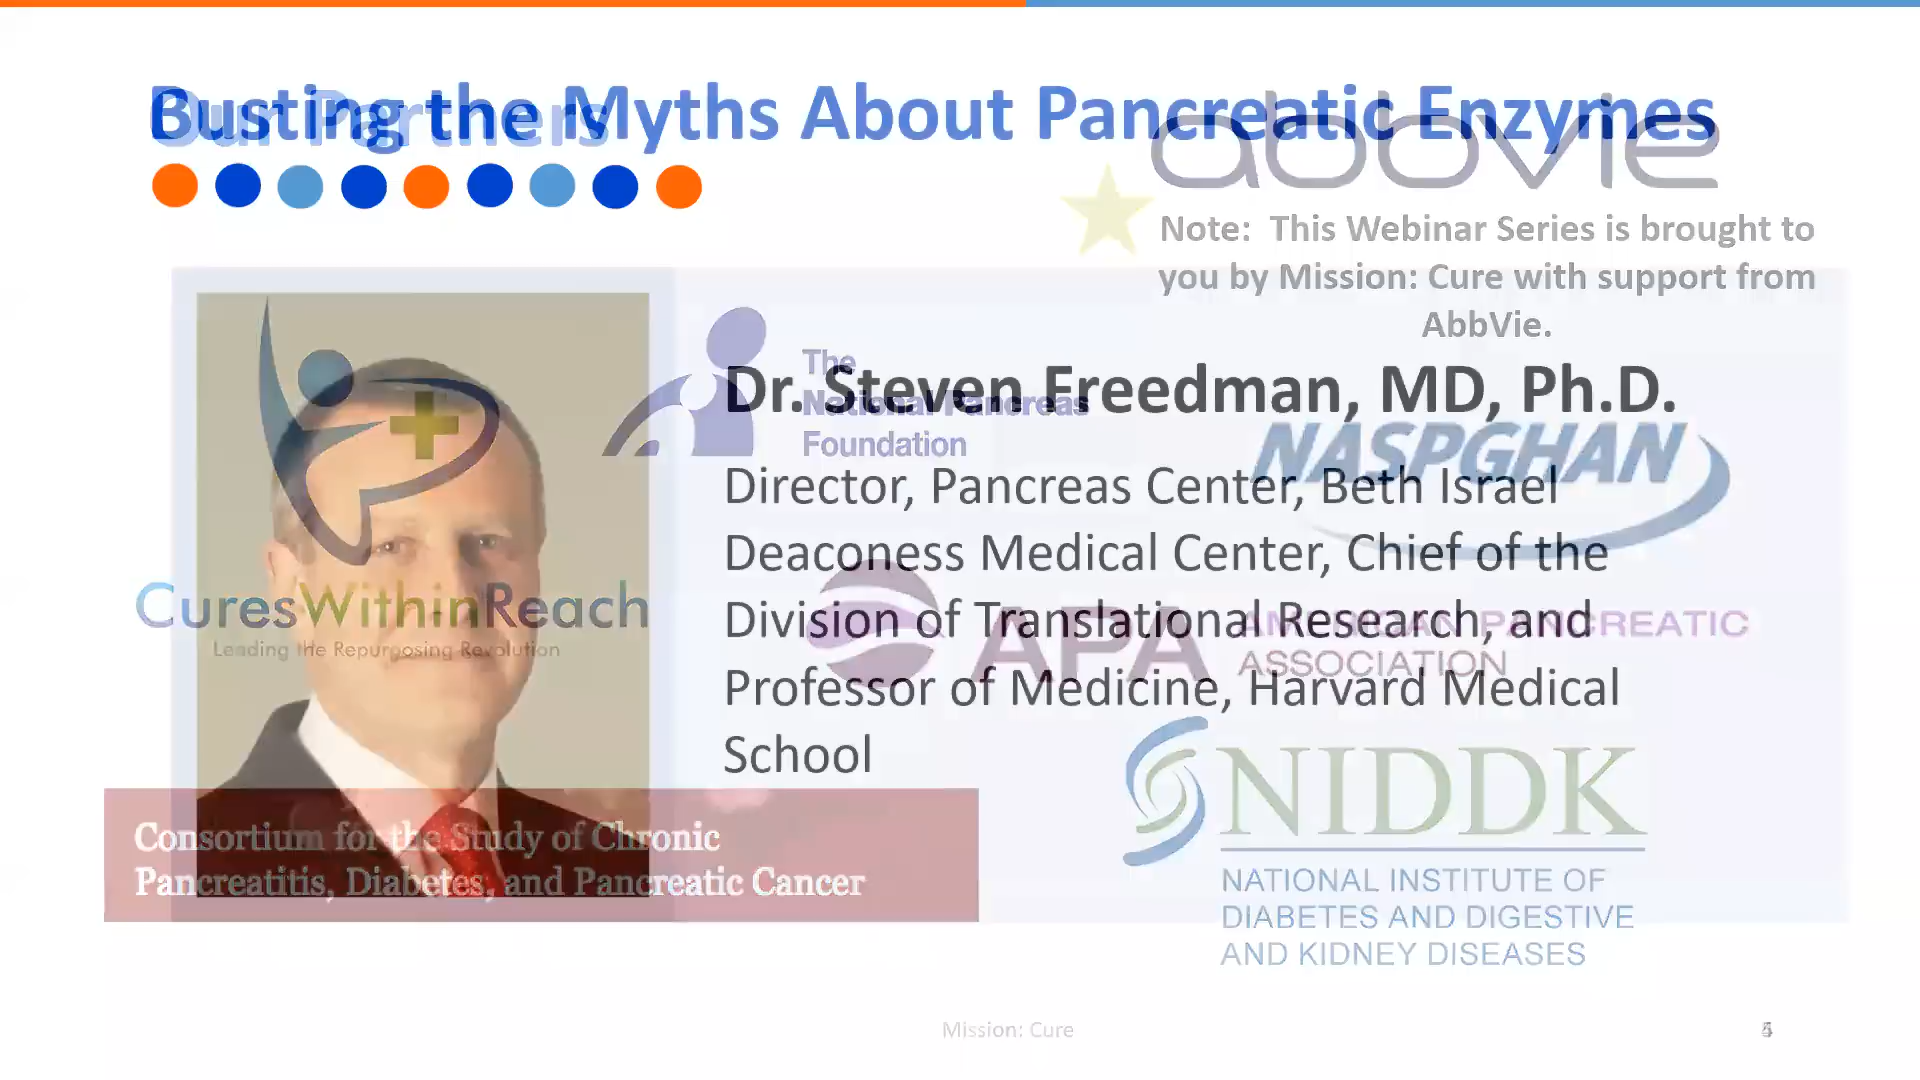 Busting the Myths About Pancreatic Enzymes
Our Partners
abbvie
Note:  This Webinar Series is brought to
you by Mission: Cure with support from
AbbVie.
The
National Pancreas
Foundation
Dr. Steven Freedman, MD, Ph.D.
NASPGHAN
Director, Pancreas Center, Beth Israel
Deaconess Medical Center, Chief of the
Division of Translational Research, and
Professor of Medicine, Harvard Medical
School
CuresWithinReach
Leading the Repurposing Revolution
APA
AMERICAN PANCREATIC
ASSOCIATION
Consortium for the Study of Chronic
Pancreatitis, Diabetes, and Pancreatic Cancer
NIDDK
NATIONAL INSTITUTE OF
DIABETES AND DIGESTIVE
AND KIDNEY DISEASES
Mission: Cure